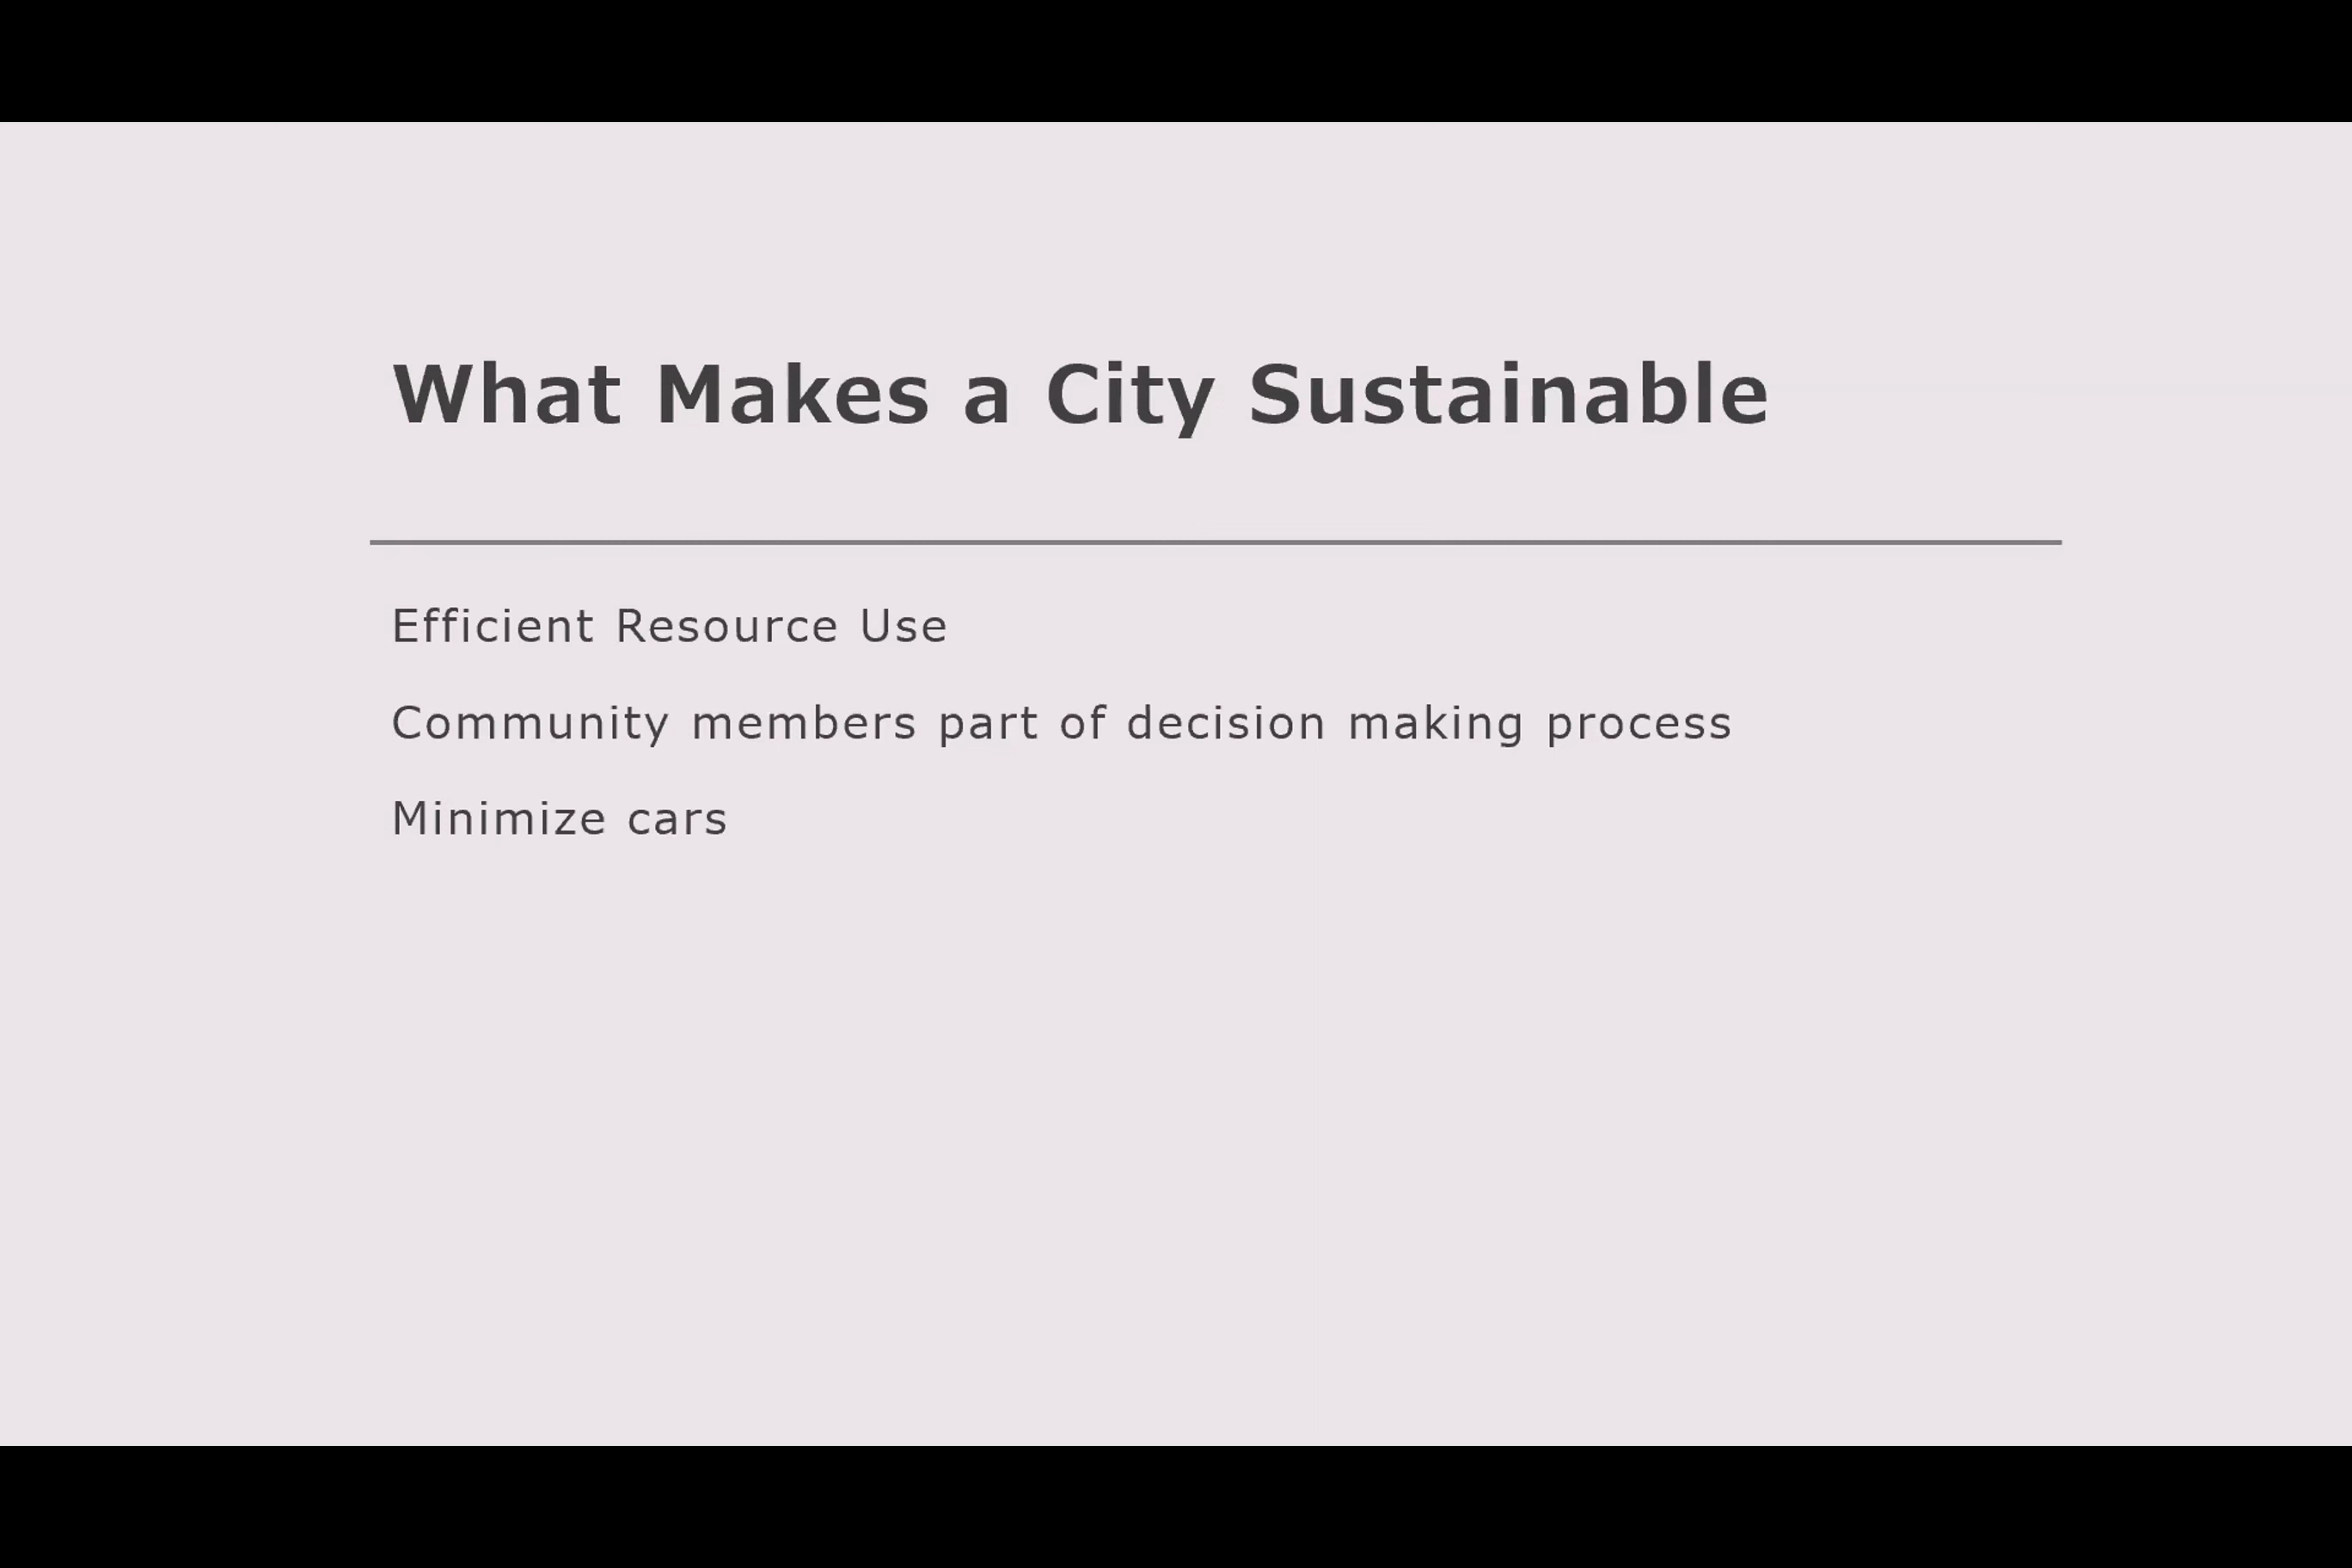 What Makes a City Sustainable
Efficient Resource Use
Community members part of decision making process
Minimize cars